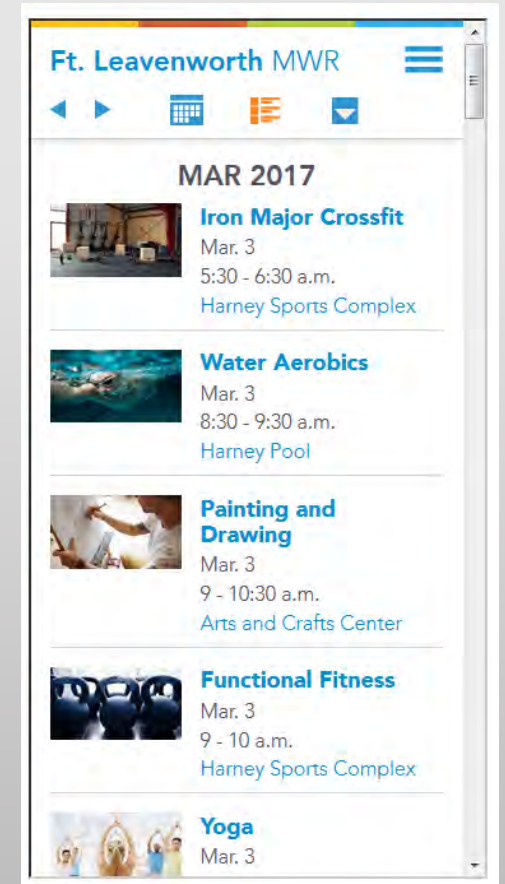 Ft. Leavenworth MWR
MAR 2017
Iron Major Crossfit
Mar. 3
5:30 - 6:30 a.m.
Harney Sports Complex
Water Aerobics
Mar. 3
8:30 - 9:30 a.m.
Harney Pool
Painting and
Drawing
Mar. 3
9 - 10:30 a.m.
Arts and Crafts Center
Functional Fitness
Mar. 3
9 - 10 a.m.
Harney Sports Complex
Yoga
Mar. 3